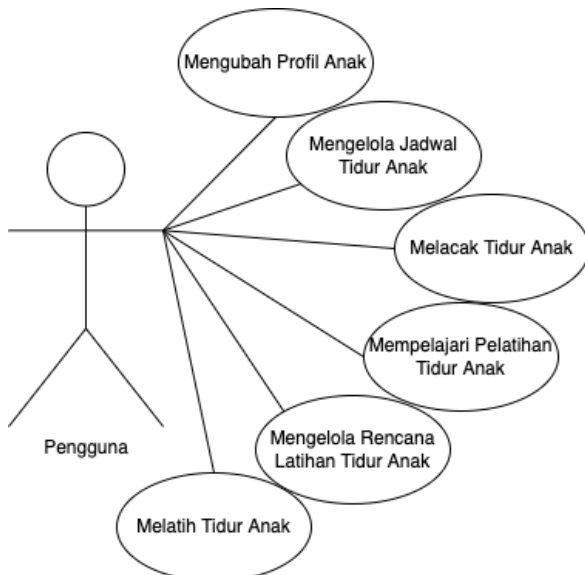 Mengubah Profil Anak
Mengelola Jadwal
Tidur Anak
Melacak Tidur Anak
Mempelajari Pelatihan
Tidur Anak
Mengelola Rencana
Latihan Tidur Anak
Pengguna
Melatih Tidur Anak